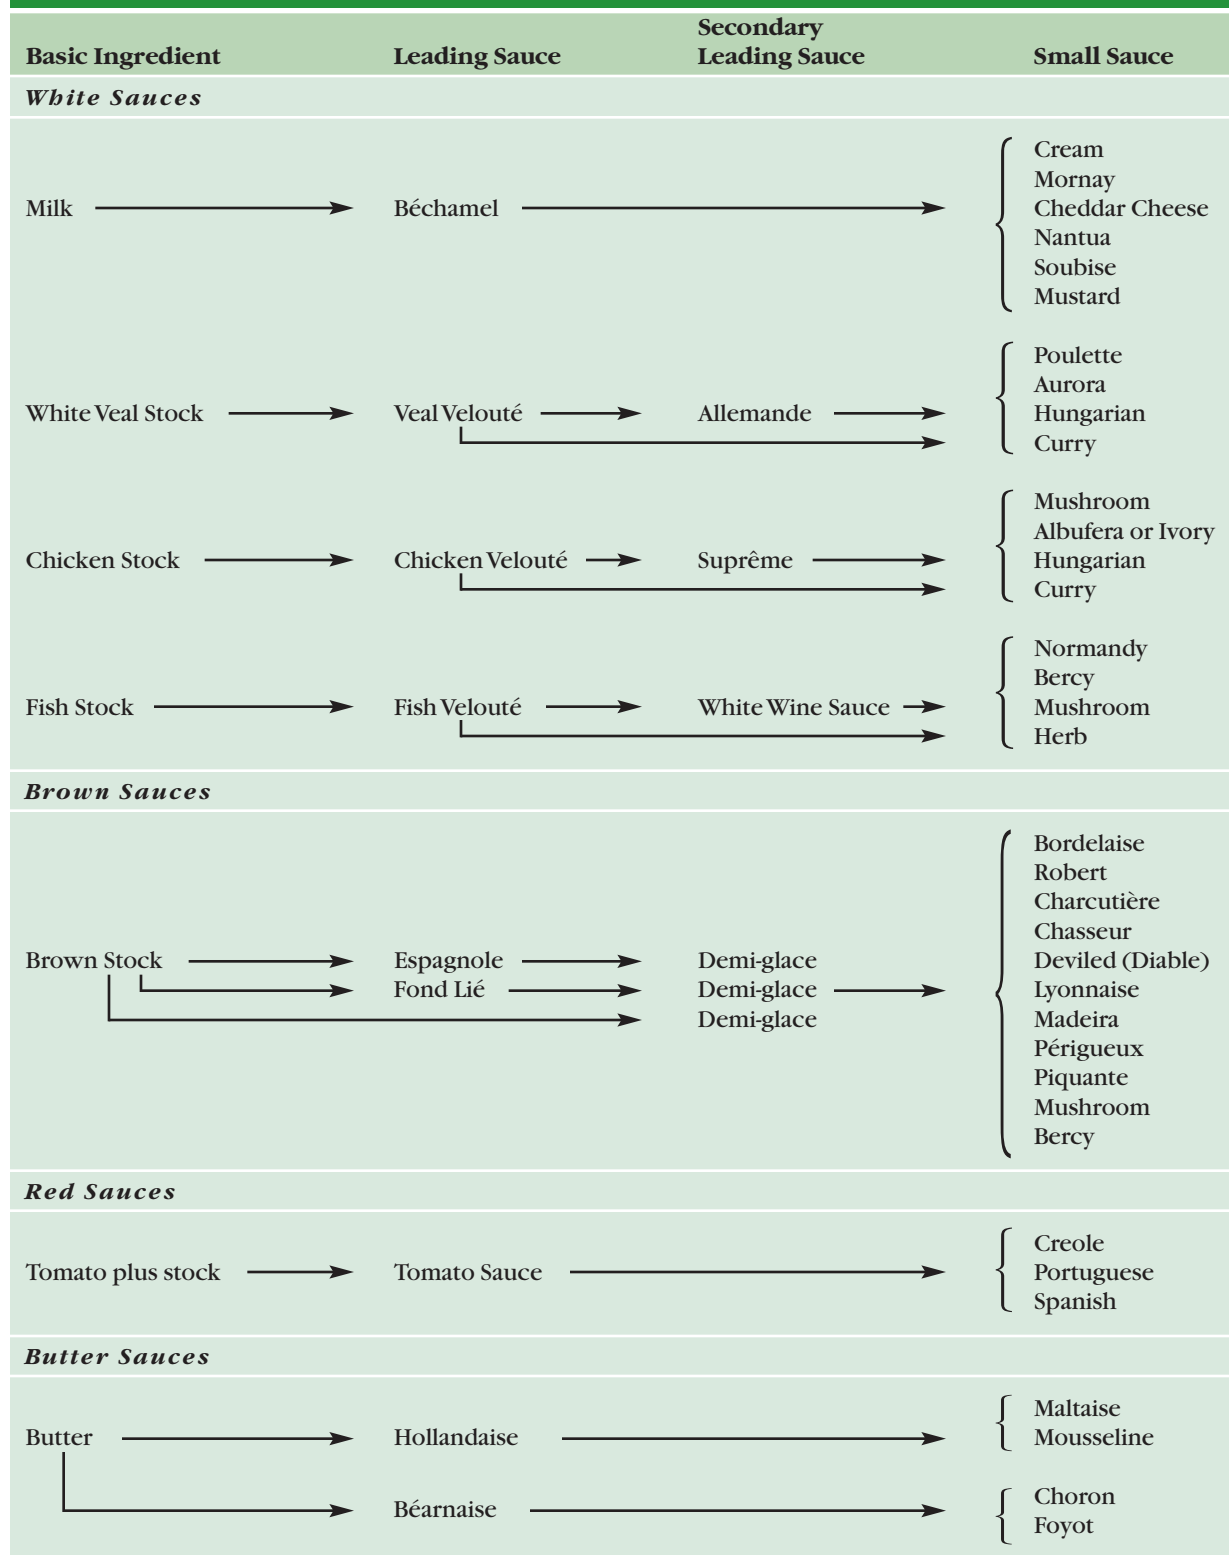 Basic Ingredient Leading Sauce Secondary Leading Sauce Small Sauce
White Sauces
Milk Béchamel
Cream
Mornay
Cheddar Cheese
Nantua
Soubise
Mustard
White Veal Stock Veal Velouté Allemande
Poulette
Aurora
Hungarian
Curry
Chicken Stock Chicken Velouté Suprême
Mushroom
Albufera or Ivory
Hungarian
Curry
Fish Stock Fish Velouté White Wine Sauce
Normandy
Bercy
Mushroom
Herb
Brown Sauces
Brown Stock Espagnole Demi-glace
Fond Lié Demi-glace
Demi-glace
Bordelaise
Robert
Charcutière
Chasseur
Deviled (Diable)
Lyonnaise
Madeira
Périgueux
Piquante
Mushroom
Bercy
Red Sauces
Tomato plus stock Tomato Sauce
Creole
Portuguese
Spanish
Butter Sauces
Butter Hollandaise
Maltaise
Mousseline
Béarnaise
Choron
Foyot